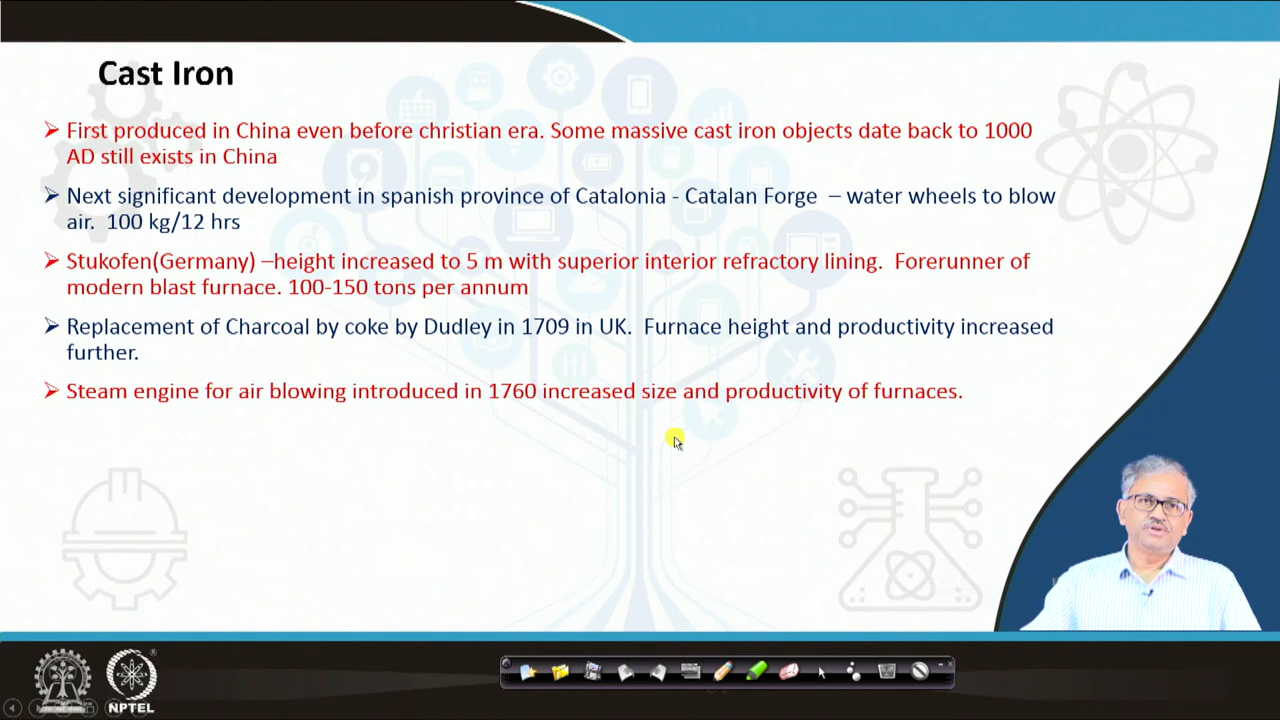 Cast Iron
➢ First produced in China even before christian era. Some massive cast iron objects date back to 1000
AD still exists in China
➢ Next significant development in spanish province of Catalonia - Catalan Forge – water wheels to blow
air. 100 kg/12 hrs
➢ Stukofen(Germany) –height increased to 5 m with superior interior refractory lining. Forerunner of
modern blast furnace. 100-150 tons per annum
➢ Replacement of Charcoal by coke by Dudley in 1709 in UK. Furnace height and productivity increased
further.
➢ Steam engine for air blowing introduced in 1760 increased size and productivity of furnaces.
NPTEL